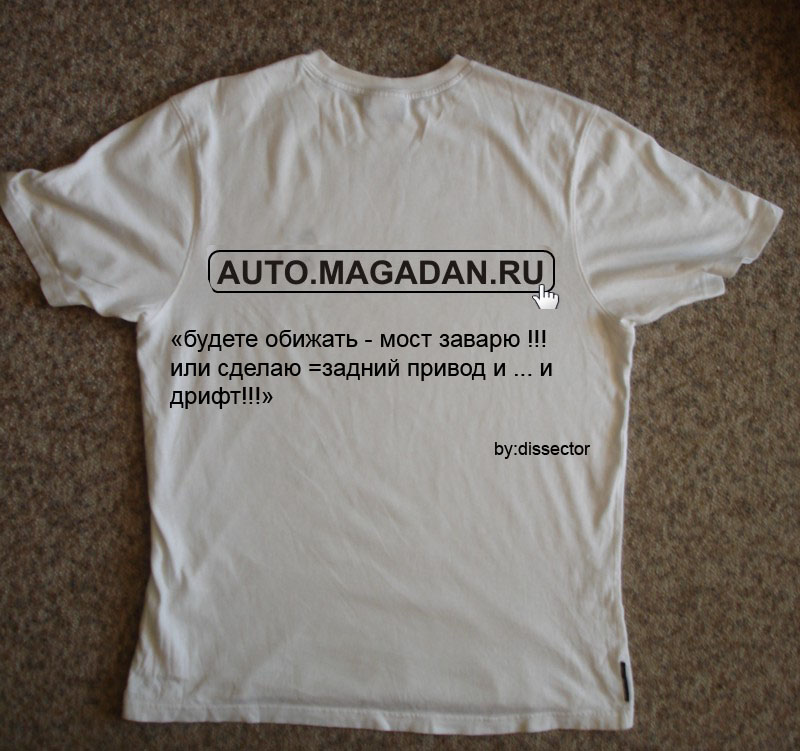 AUTO.MAGADAN.RU
«будете обижать - мост заварю !!!
или сделаю =задний привод и ... и
дрифт!!!»
by:dissector